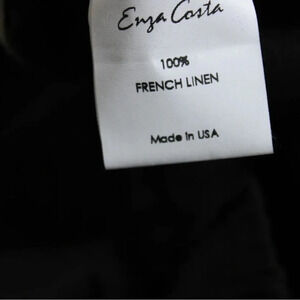 Enza Costa
100%
FRENCH LINEN
Made in USA